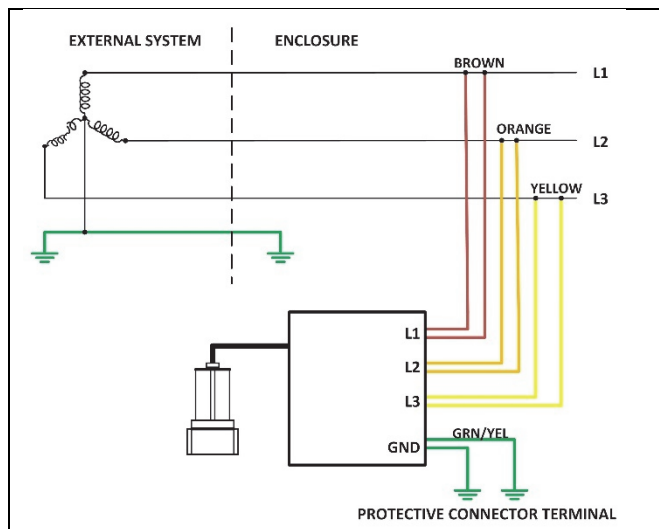 EXTERNAL SYSTEM
ENCLOSURE
BROWN
L1
ORANGE
L2
YELLOW
L3
L1
L2
L3
GRN/YEL
GND
PROTECTIVE CONNECTOR TERMINAL